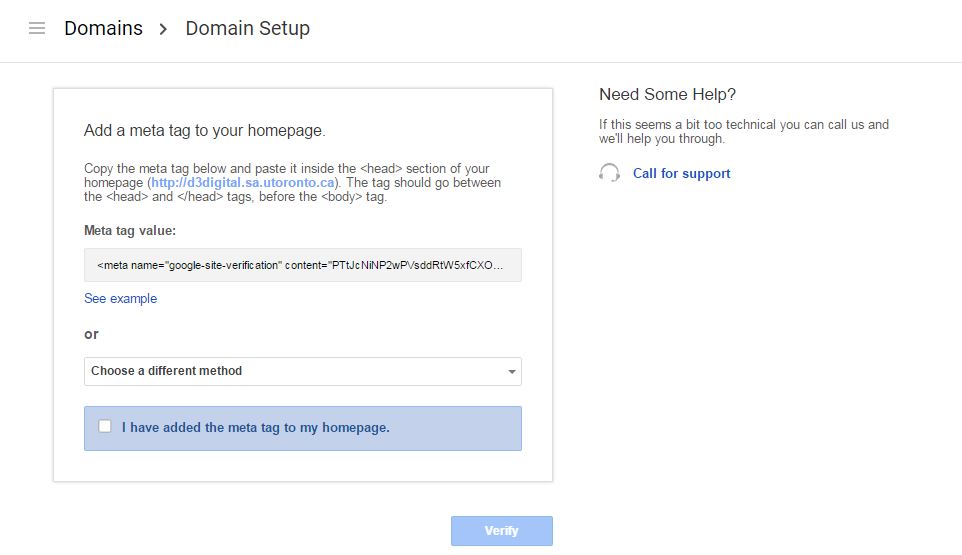 Domains > Domain Setup
Add a meta tag to your homepage.
Copy the meta tag below and paste it inside the <head> section of your
homepage (http://d3digital.sa.utoronto.ca). The tag should go between
the <head> and </head> tags, before the <body> tag.
Meta tag value:
<meta name="google-site-verification" content="PTtJcNiNP2wPVsddRtW5xfCXO...
See example
or
Choose a different method
I have added the meta tag to my homepage.
Verify
Need Some Help?
If this seems a bit too technical you can call us and
we'll help you through.
Call for support